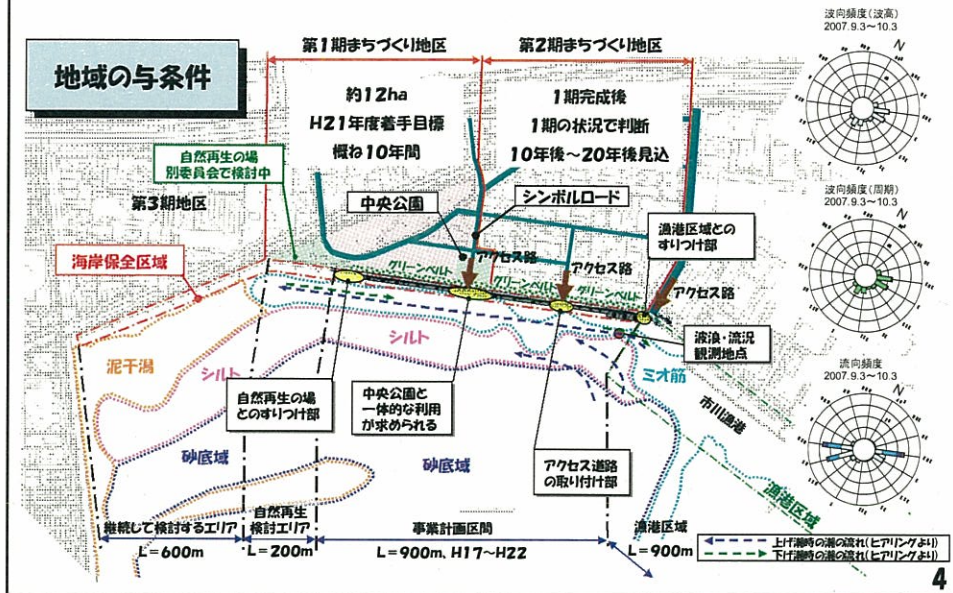 地域の与条件
第1期まちづくり地区
第2期まちづくり地区
約12ha
H21年度着手目標
概ね10年間
1期完成後
1期の状況で判断
10年後～20年後見込
自然再生の場
別委員会で検討中
第3期地区
中央公園
シンボルロード
漁港区域との
すりつけ部
海岸保全区域
アクセス路
アクセス路
アクセス路
グリーンベルト
グリーンベルト
グリーンベルト
シルト
シルト
泥干潟
波浪・流況
観測地点
ミオ筋
市川漁港
自然再生の場
とのすりつけ部
中央公園と
一体的な利用
が求められる
アクセス道路
の取り付け部
砂底域
砂底域
漁港区域
継続して検討するエリア
L=600m
自然再生
検討エリア
L=200m
事業計画区間
L=900m、H17～H22
漁港区域
L=900m
上げ潮時の潮の流れ(ヒアリングより)
下げ潮時の潮の流れ(ヒアリングより)
波向頻度(波高)
2007.9.3～10.3
N
波向頻度(周期)
2007.9.3～10.3
N
流向頻度
2007.9.3～10.3
N
4